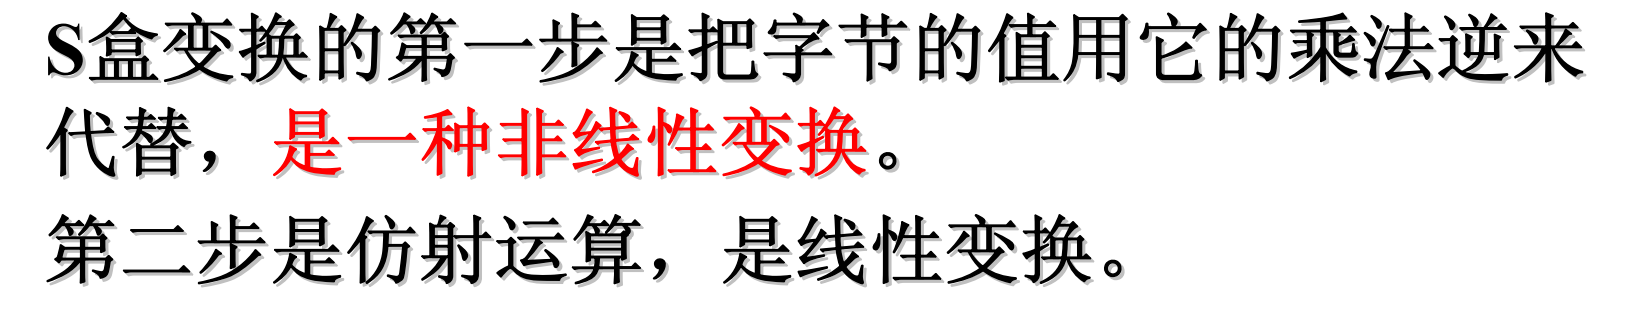 S盒变换的第一步是把字节的值用它的乘法逆来
代替，是一种非线性变换。
第二步是仿射运算，是线性变换。